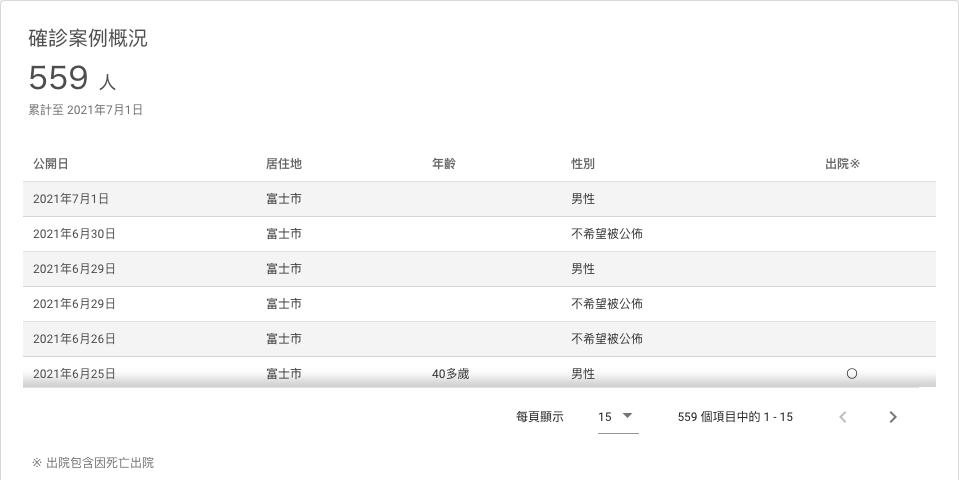 確診案例概況
559 人
累計至 2021年7月1日
公開日 居住地 年齡 性別 出院※
2021年7月1日 富士市 男性
2021年6月30日 富士市 不希望被公佈
2021年6月29日 富士市 男性
2021年6月29日 富士市 不希望被公佈
2021年6月26日 富士市 不希望被公佈
2021年6月25日 富士市 40多歲 男性 ○
每頁顯示 15 559 個項目中的 1 - 15
※ 出院包含因死亡出院